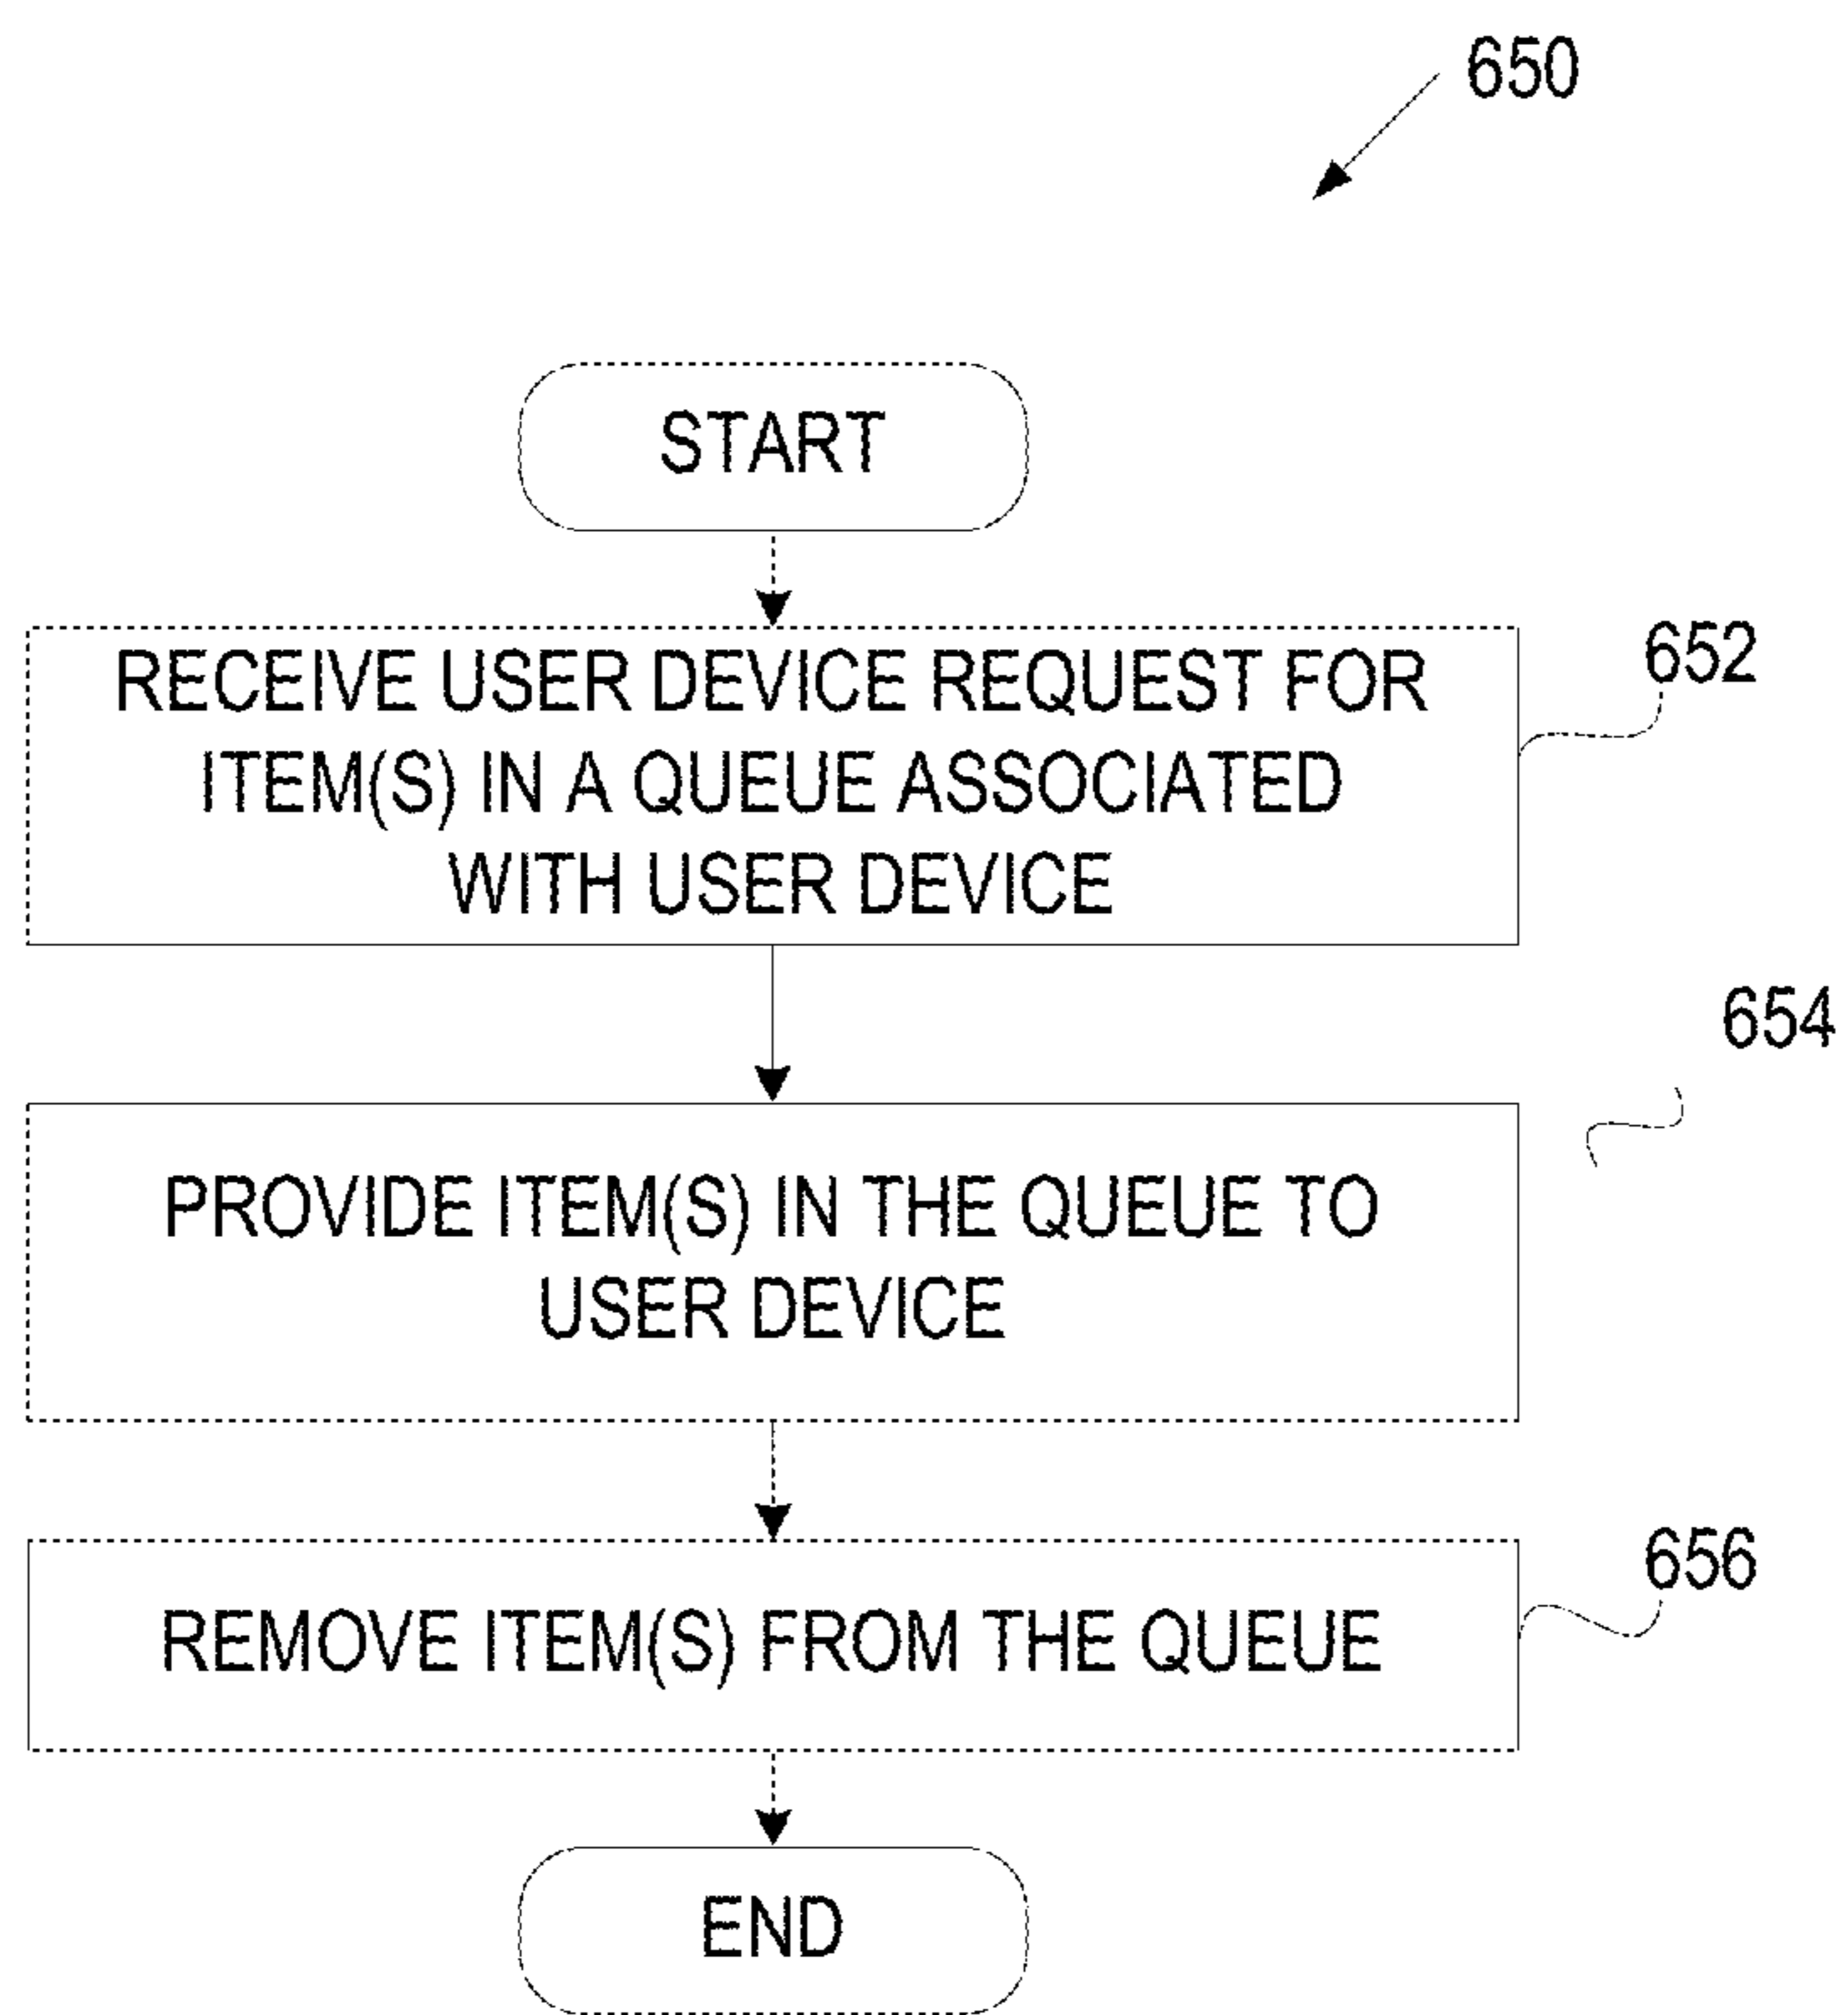 650
START
RECEIVE USER DEVICE REQUEST FOR
ITEM(S) IN A QUEUE ASSOCIATED
WITH USER DEVICE
652
654
PROVIDE ITEM(S) IN THE QUEUE TO
USER DEVICE
656
REMOVE ITEM(S) FROM THE QUEUE
END